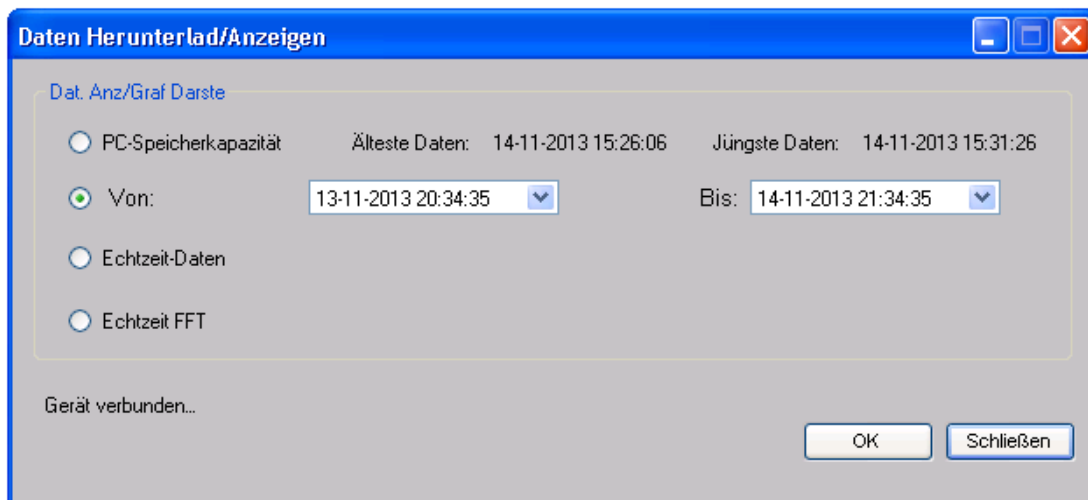 Daten Herunterlad/Anzeigen
Dat. Anz/Graf Darste
PC-Speicherkapazität Älteste Daten: 14-11-2013 15:26:06 Jüngste Daten: 14-11-2013 15:31:26
Von: 13-11-2013 20:34:35 Bis: 14-11-2013 21:34:35
Echtzeit-Daten
Echtzeit FFT
Gerät verbunden...
OK Schließen